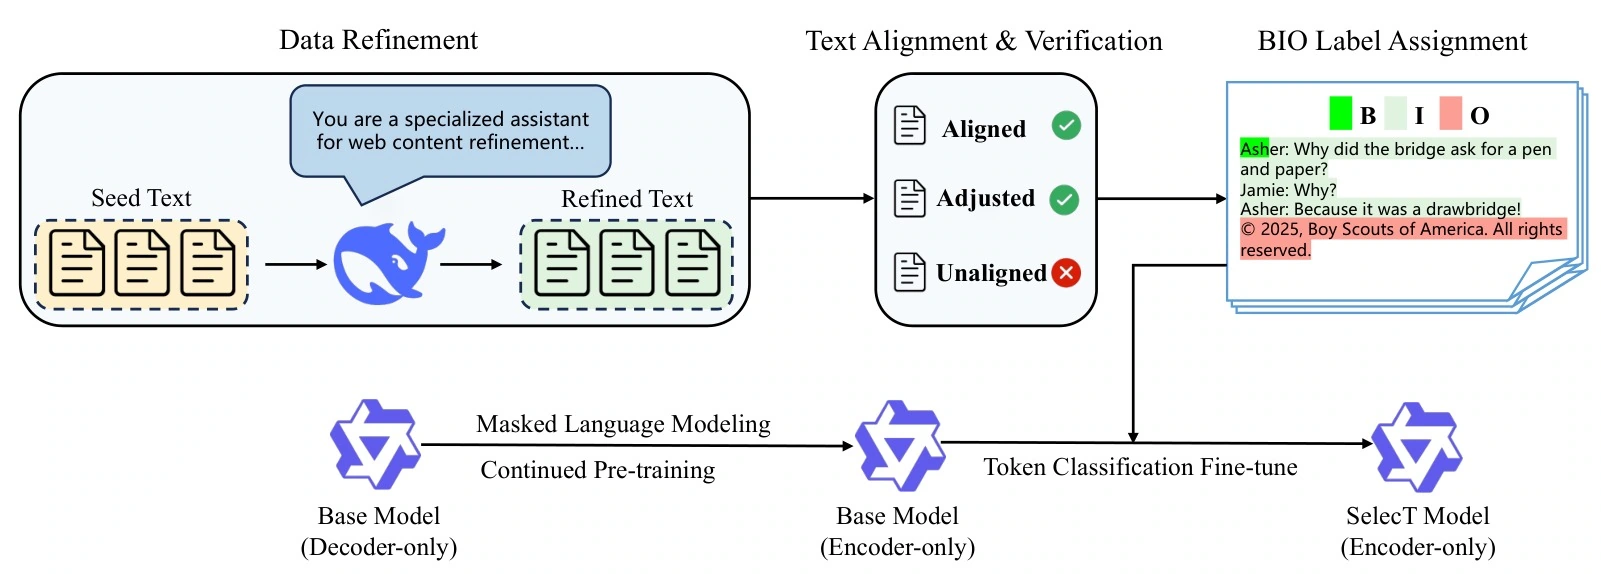 Data Refinement
Text Alignment & Verification
BIO Label Assignment
You are a specialized assistant
for web content refinement...
Seed Text
Refined Text
Aligned
Adjusted
Unaligned
B I O
Asher: Why did the bridge ask for a pen
and paper?
Jamie: Why?
Asher: Because it was a drawbridge!
© 2025, Boy Scouts of America. All rights
reserved.
Masked Language Modeling
Continued Pre-training
Token Classification Fine-tune
Base Model
(Decoder-only)
Base Model
(Encoder-only)
SelecT Model
(Encoder-only)